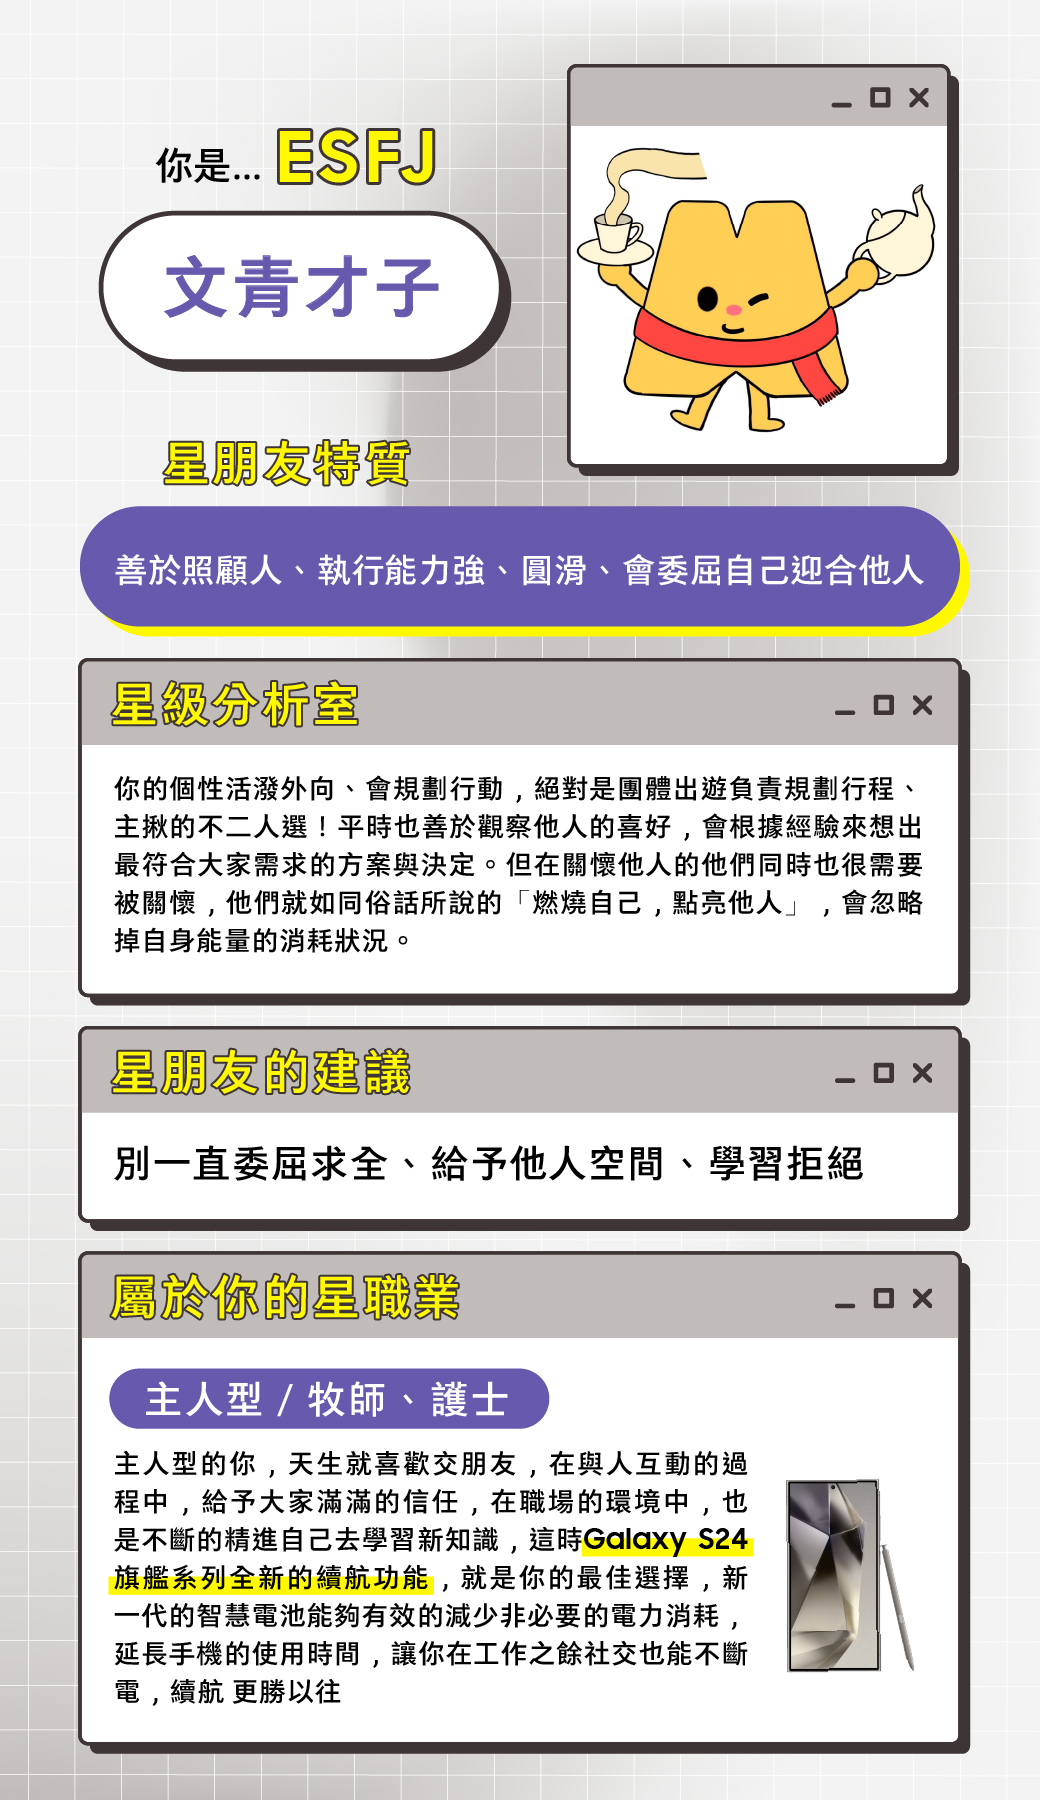 你是... ESFJ
文青才子
星朋友特質
善於照顧人、執行能力強、圓滑、會委屈自己迎合他人
星級分析室
你的個性活潑外向、會規劃行動，絕對是團體出遊負責規劃行程、
主揪的不二人選！平時也善於觀察他人的喜好，會根據經驗來想出
最符合大家需求的方案與決定。但在關懷他人的他們同時也很需要
被關懷，他們就如同俗話所說的「燃燒自己，點亮他人」，會忽略
掉自身能量的消耗狀況。
星朋友的建議
別一直委屈求全、給予他人空間、學習拒絕
屬於你的星職業
主人型 / 牧師、護士
主人型的你，天生就喜歡交朋友，在與人互動的過
程中，給予大家滿滿的信任，在職場的環境中，也
是不斷的精進自己去學習新知識，這時Galaxy S24
旗艦系列全新的續航功能，就是你的最佳選擇，新
一代的智慧電池能夠有效的減少非必要的電力消耗，
延長手機的使用時間，讓你在工作之餘社交也能不斷
電，續航 更勝以往